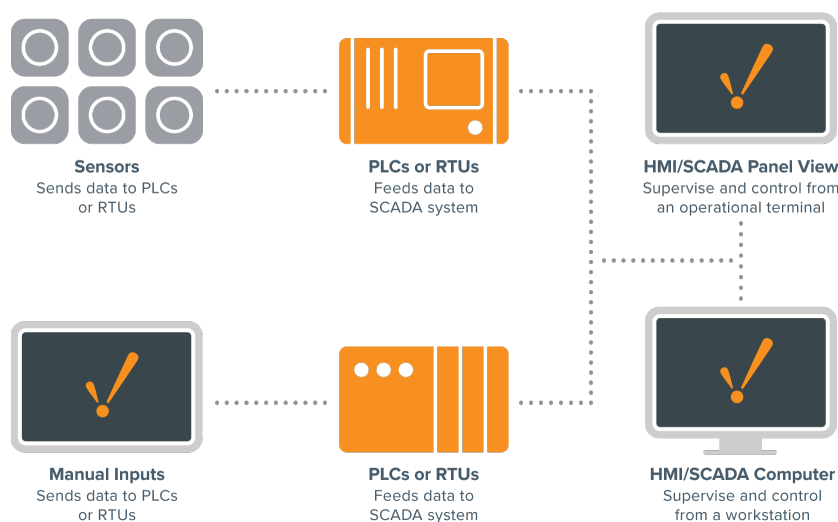 Sensors
Sends data to PLCs
or RTUs
PLCs or RTUs
Feeds data to
SCADA system
HMI/SCADA Panel View
Supervise and control from
an operational terminal
Manual Inputs
Sends data to PLCs
or RTUs
PLCs or RTUs
Feeds data to
SCADA system
HMI/SCADA Computer
Supervise and control
from a workstation